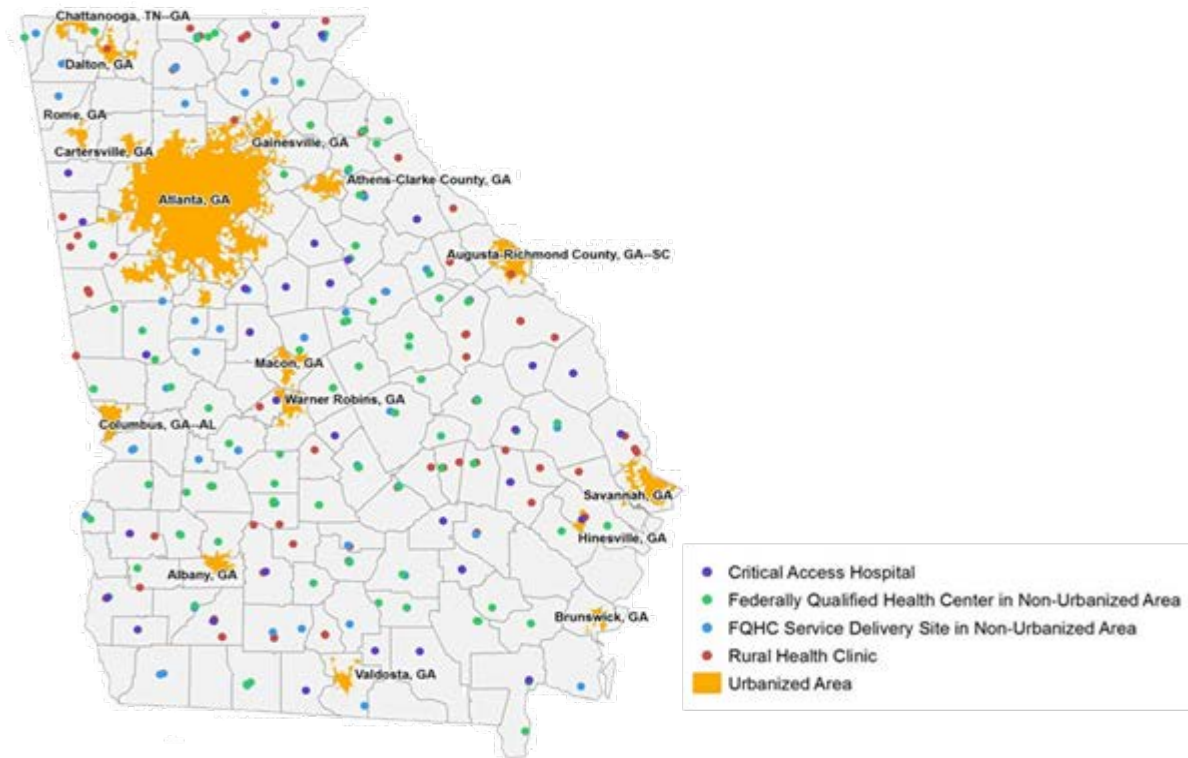 Chattanooga, TN--GA
Dalton, GA
Rome, GA
Cartersville, GA
Gainesville, GA
Atlanta, GA
Athens-Clarke County, GA
Augusta-Richmond County, GA--SC
Macon, GA
Warner Robins, GA
Columbus, GA--AL
Savannah, GA
Hinesville, GA
Albany, GA
Brunswick, GA
Valdosta, GA
Critical Access Hospital
Federally Qualified Health Center in Non-Urbanized Area
FQHC Service Delivery Site in Non-Urbanized Area
Rural Health Clinic
Urbanized Area